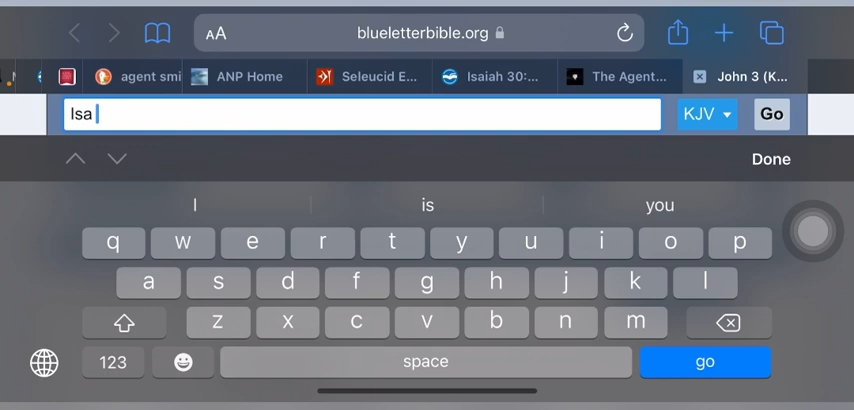 AA blueletterbible.org
agent smi ANP Home Seleucid E... Isaiah 30:... The Agent... John 3 (K...
Isa KJV Go
Done
I is you
q w e r t y u i o p
a s d f g h j k l
z x c v b n m
123 space go